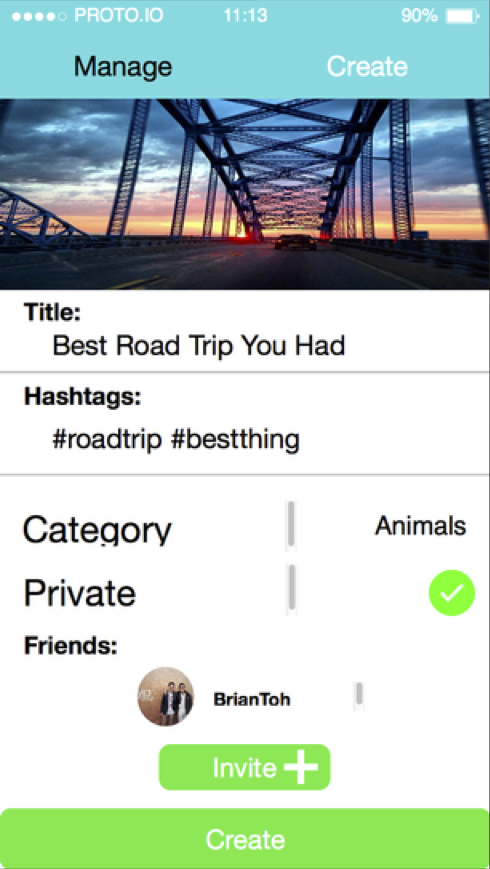 PROTO.IO 11:13 90%
Manage Create
Title:
Best Road Trip You Had
Hashtags:
#roadtrip #bestthing
Category Animals
Private
Friends:
BrianToh
Invite
Create